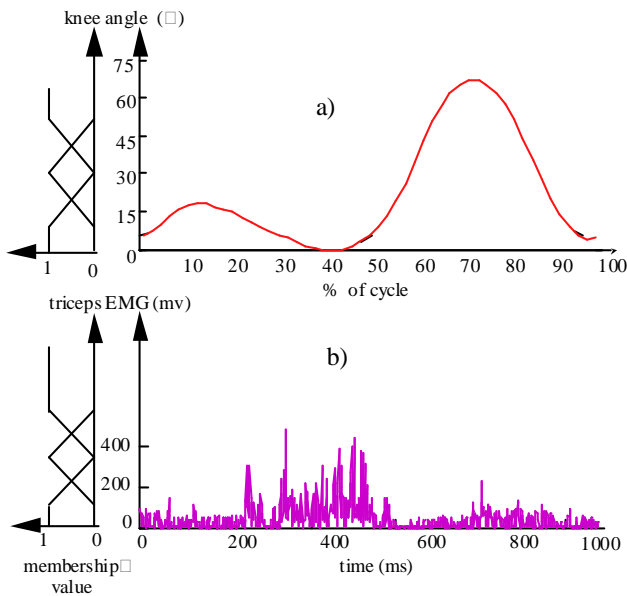 knee angle (□)
75
60
a)
45
30
15
0
1 0
10 20 30 40 50 60 70 80 90 100
% of cycle
triceps EMG (mv)
b)
400
200
0
1 0
0 200 400 600 800 1000
membership□
time (ms)
value